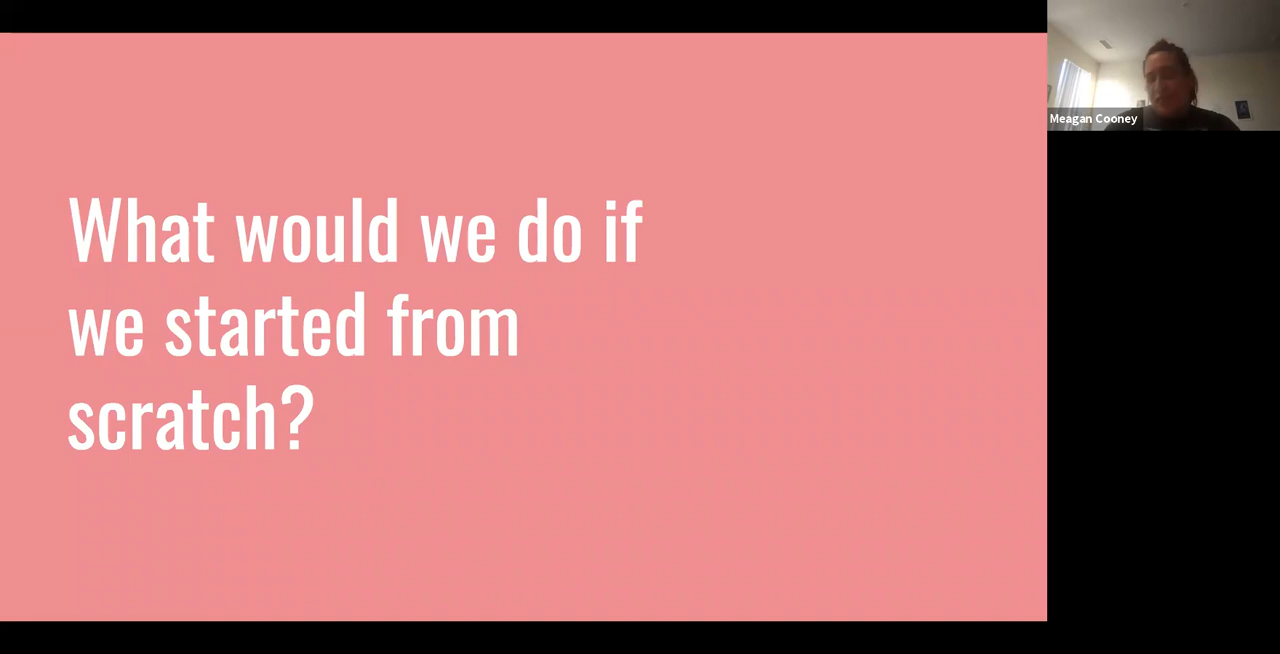 What would we do if
we started from
scratch?
Meagan Cooney